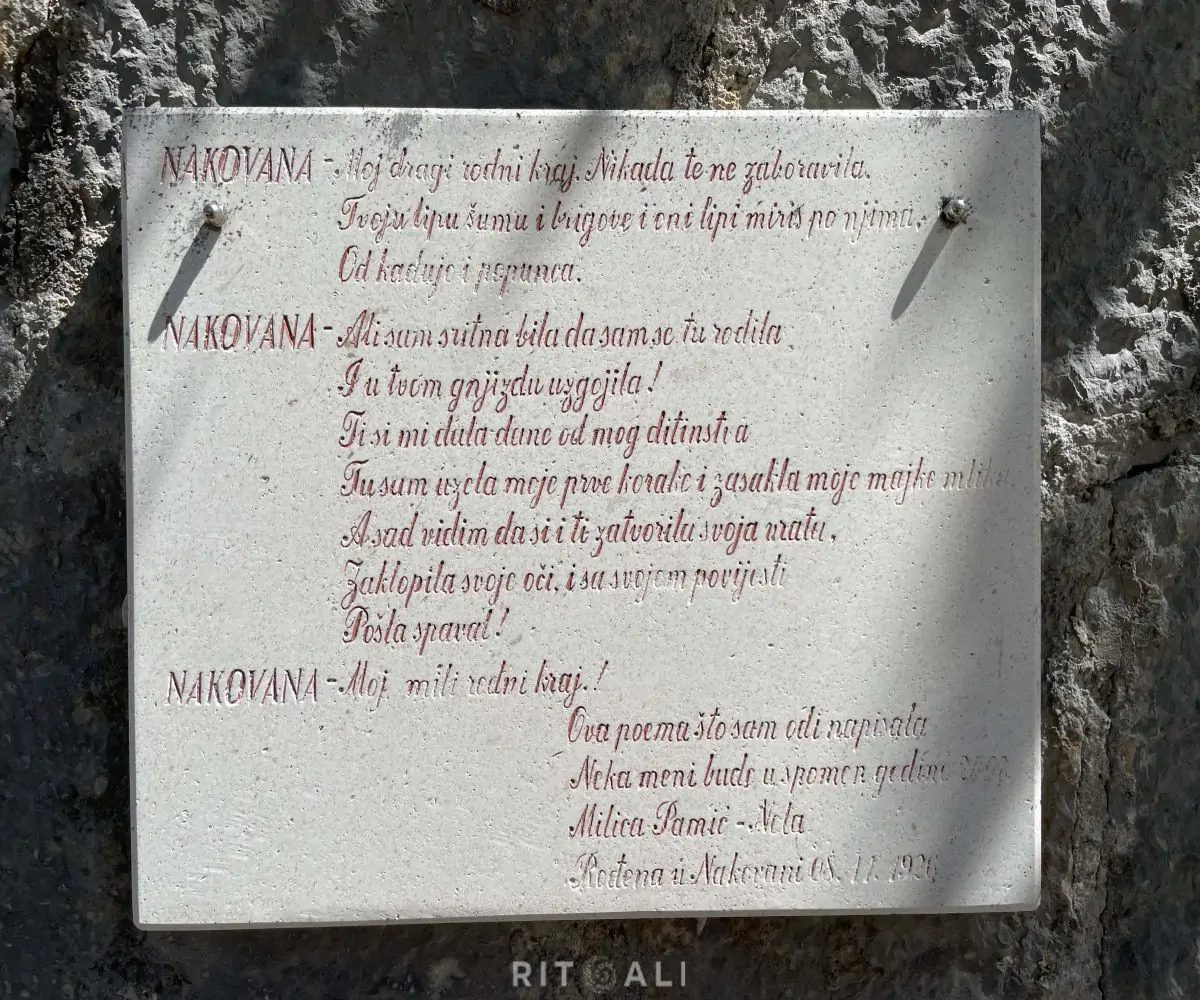 NAKOVANA - Moj dragi rodni kraj. Nikada te ne zaboravila.
Tvoju lipu šumu i brigove i oni lipi miris po njima,
Od kadulje i pepunca.
NAKOVANA - Ali sam sritna bila da sam se tu rodila
I u tvom gnjizdu uzgojila!
Ti si mi dala dane od mog ditinstva
Tu sam uzela moje prve korake i zasakla moje majke mlika
A sad vidim da si i ti zatvorila svoja vrata,
Zaklopila svoje oči, i sa svojom povijesti
Pošla spavat!
NAKOVANA - Moj mili rodni kraj.!
Ova poema što sam odi napisala
Neka meni bude u spomen godine
Milica Pamić - Nela
Rođena u Nakovani 08. 11. 1926
RITUALI